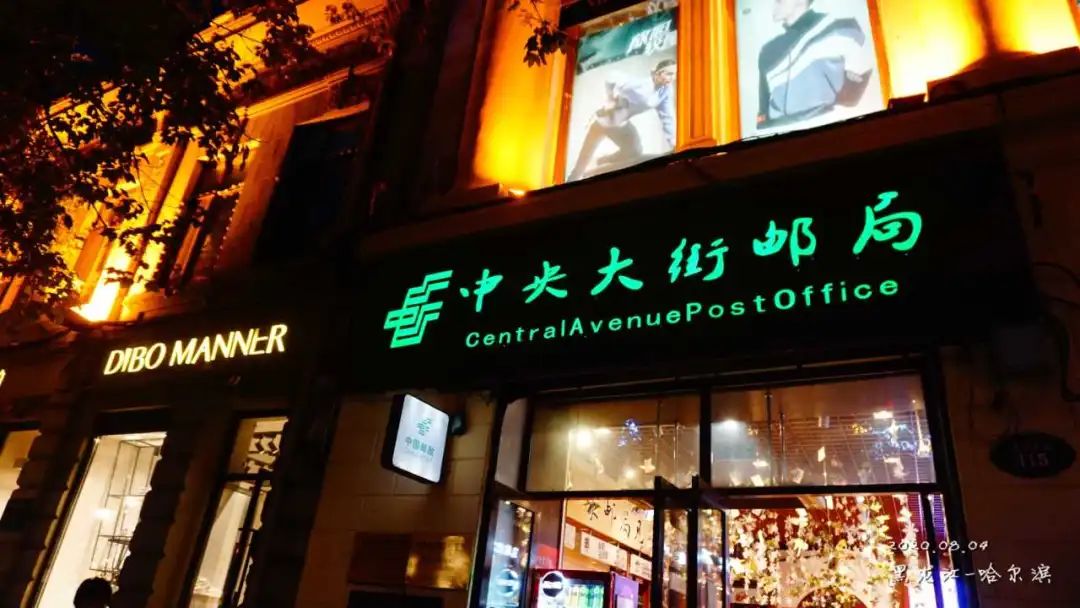 中央大街邮局
CentralAvenuePostOffice
DIBO MANNER
中国邮政
115
2020.08.04
黑龙江-哈尔滨